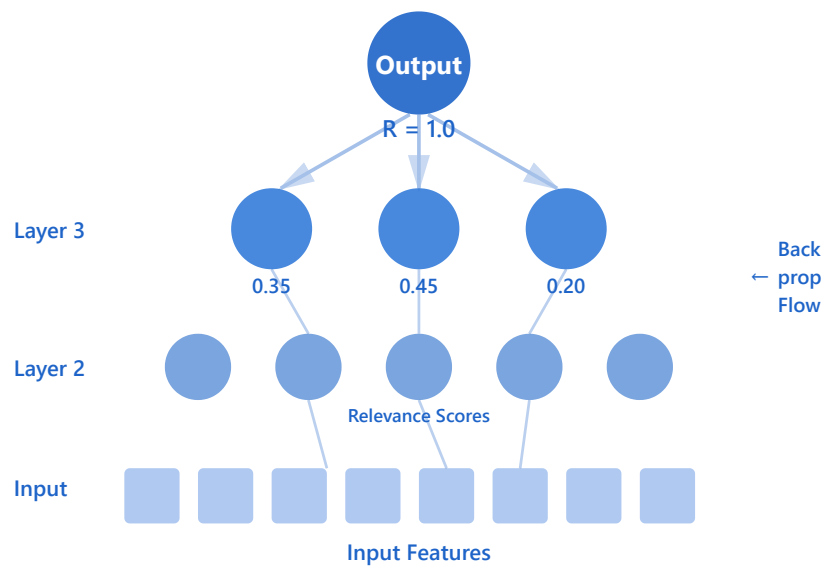 Output
R = 1.0
Layer 3
0.35
0.45
0.20
Back
← prop
Flow
Layer 2
Relevance Scores
Input
Input Features